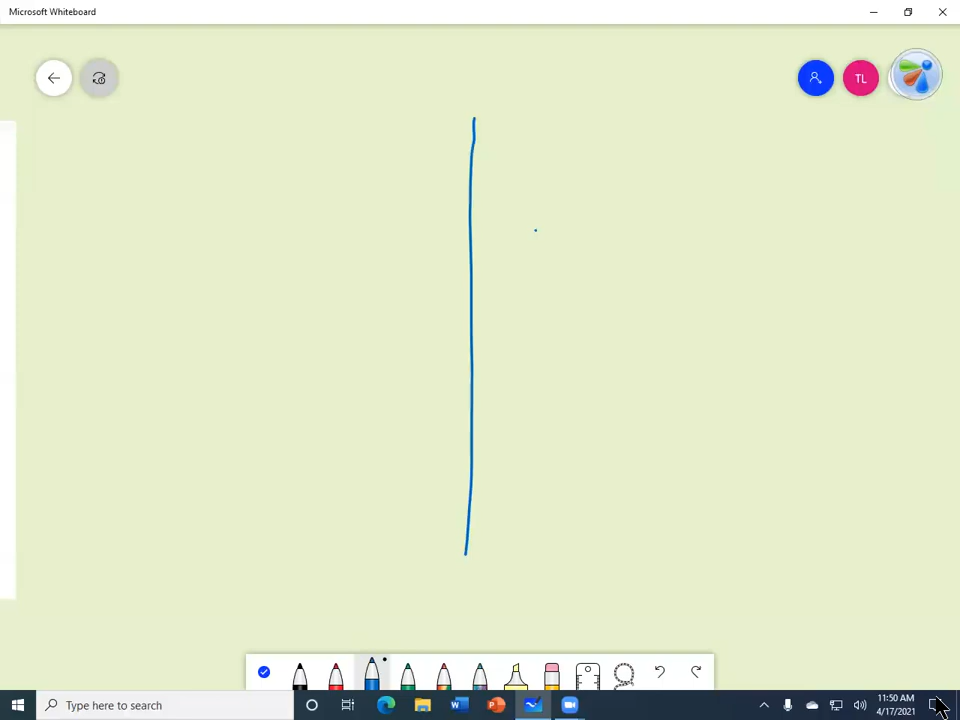 Microsoft Whiteboard
TL
Type here to search
11:50 AM
4/17/2021